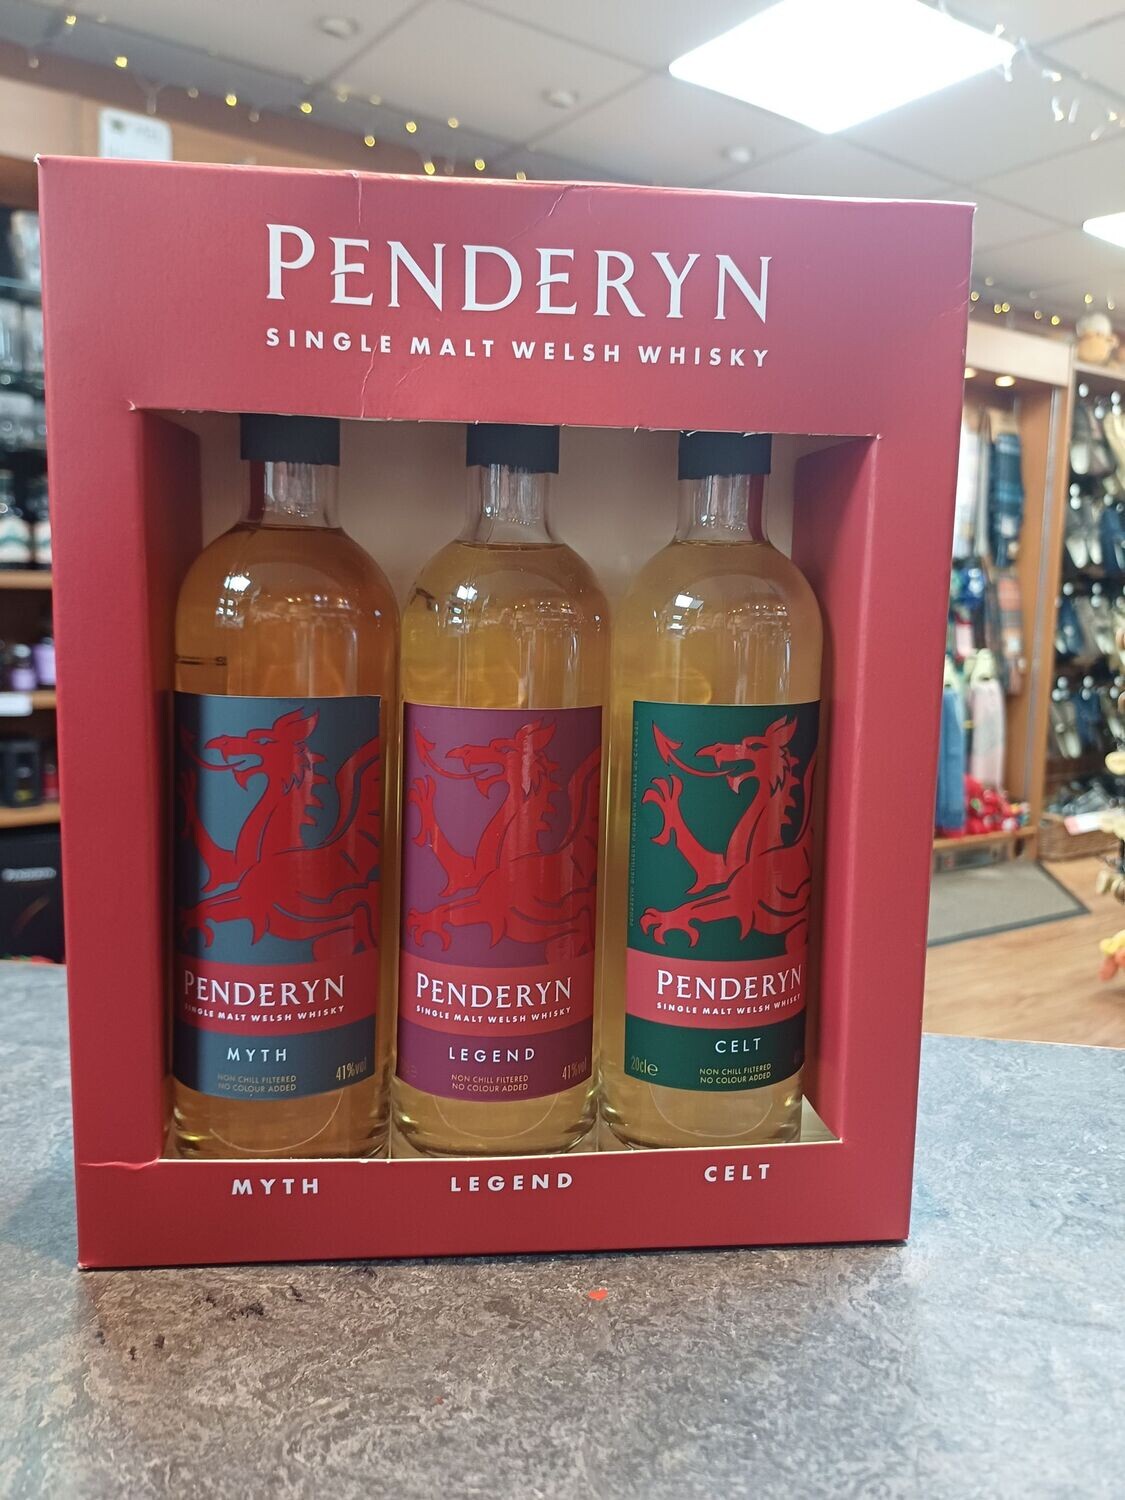 PENDERYN
SINGLE MALT WELSH WHISKY
PENDERYN
SINGLE MALT WELSH WHISKY
MYTH
NON CHILL FILTERED
NO COLOUR ADDED
41%vol
PENDERYN
SINGLE MALT WELSH WHISKY
LEGEND
NON CHILL FILTERED
NO COLOUR ADDED
41%vol
PENDERYN
SINGLE MALT WELSH WHISKY
CELT
20cle
NON CHILL FILTERED
NO COLOUR ADDED
MYTH
LEGEND
CELT